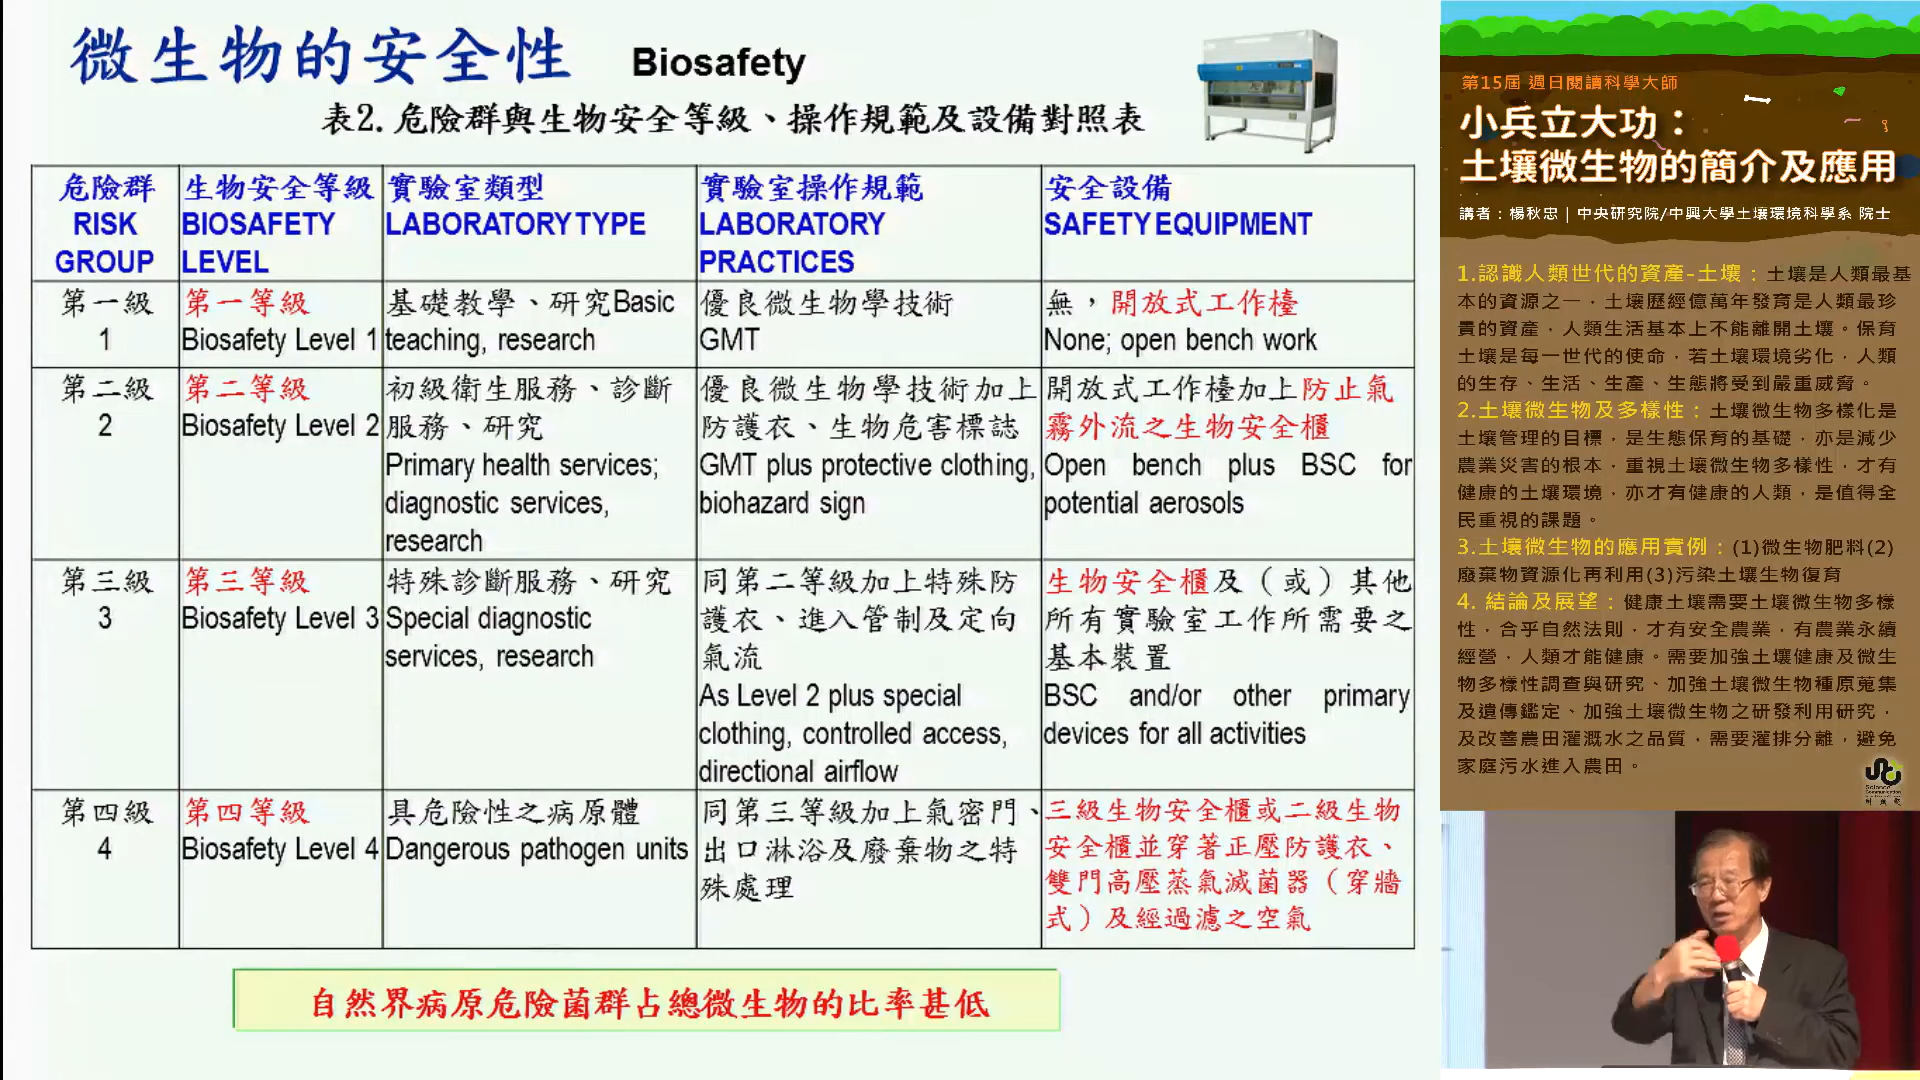 微生物的安全性 Biosafety
表2. 危險群與生物安全等級、操作規範及設備對照表
危險群
RISK
GROUP
生物安全等級
BIOSAFETY
LEVEL
實驗室類型
LABORATORY TYPE
實驗室操作規範
LABORATORY
PRACTICES
安全設備
SAFETY EQUIPMENT
第一級
1
第一等級
Biosafety Level 1
基礎教學、研究Basic
teaching, research
優良微生物學技術
GMT
無，開放式工作檯
None; open bench work
第二級
2
第二等級
Biosafety Level 2
初級衛生服務、診斷
服務、研究
Primary health services;
diagnostic services,
research
優良微生物學技術加上
防護衣、生物危害標誌
GMT plus protective clothing,
biohazard sign
開放式工作檯加上防止氣
霧外流之生物安全櫃
Open bench plus BSC for
potential aerosols
第三級
3
第三等級
Biosafety Level 3
特殊診斷服務、研究
Special diagnostic
services, research
同第二等級加上特殊防
護衣、進入管制及定向
氣流
As Level 2 plus special
clothing, controlled access,
directional airflow
生物安全櫃及（或）其他
所有實驗室工作所需要之
基本裝置
BSC and/or other primary
devices for all activities
第四級
4
第四等級
Biosafety Level 4
具危險性之病原體
Dangerous pathogen units
同第三等級加上氣密門、
出口淋浴及廢棄物之特
殊處理
三級生物安全櫃或二級生物
安全櫃並穿著正壓防護衣、
雙門高壓蒸氣滅菌器（穿牆
式）及經過濾之空氣
自然界病原危險菌群占總微生物的比率甚低
第15屆 週日閱讀科學大師
小兵立大功：
土壤微生物的簡介及應用
講者：楊秋忠｜中央研究院/中興大學土壤環境科學系 院士
1.認識人類世代的資產-土壤：土壤是人類最基
本的資源之一，土壤歷經億萬年發育是人類最珍
貴的資產，人類生活基本上不能離開土壤。保育
土壤是每一世代的使命，若土壤環境劣化，人類
的生存、生活、生產、生態將受到嚴重威脅。
2.土壤微生物及多樣性：土壤微生物多樣化是
土壤管理的目標，是生態保育的基礎，亦是減少
農業災害的根本，重視土壤微生物多樣性，才有
健康的土壤環境，亦才有健康的人類，是值得全
民重視的課題。
3.土壤微生物的應用實例：(1)微生物肥料(2)
廢棄物資源化再利用(3)污染土壤生物復育
4. 結論及展望：健康土壤需要土壤微生物多樣
性，合乎自然法則，才有安全農業，有農業永續
經營，人類才能健康。需要加強土壤健康及微生
物多樣性調查與研究、加強土壤微生物種原蒐集
及遺傳鑑定、加強土壤微生物之研發利用研究，
及改善農田灌溉水之品質，需要灌排分離，避免
家庭污水進入農田。